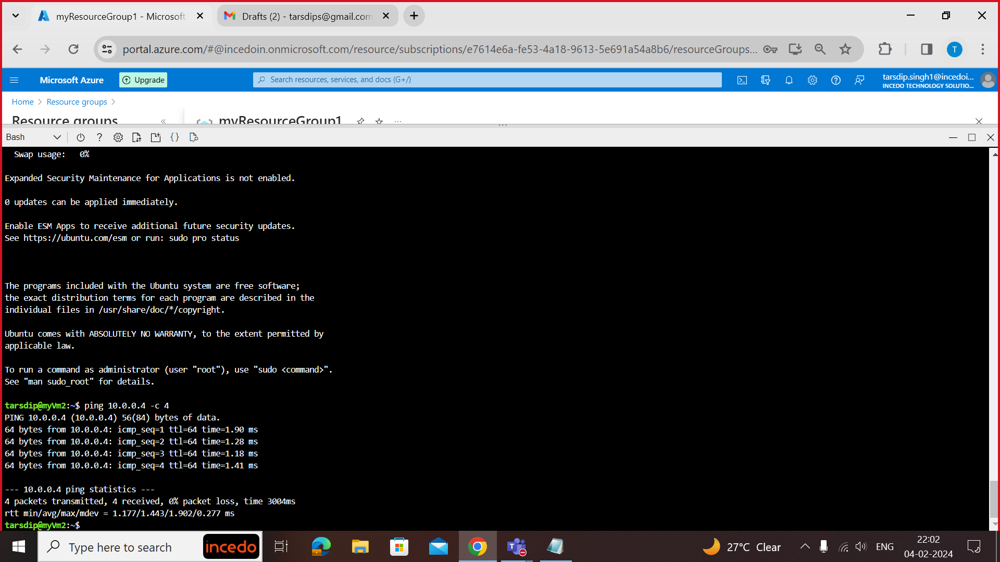 myResourceGroup1 - Microsoft
Drafts (2) - tarsdips@gmail.com
portal.azure.com/#@incedoin.onmicrosoft.com/resource/subscriptions/e7614e6a-fe53-4a18-9613-5e691a54a8b6/resourceGroups...
T
Microsoft Azure
Upgrade
Search resources, services, and docs (G+/)
tarsdip.singh1@incedoi...
INCEDO TECHNOLOGY SOLUTIO...
Home > Resource groups >
Resource groups
«
myResourceGroup1
...
Bash
Swap usage:   0%
Expanded Security Maintenance for Applications is not enabled.
0 updates can be applied immediately.
Enable ESM Apps to receive additional future security updates.
See https://ubuntu.com/esm or run: sudo pro status
The programs included with the Ubuntu system are free software;
the exact distribution terms for each program are described in the
individual files in /usr/share/doc/*/copyright.
Ubuntu comes with ABSOLUTELY NO WARRANTY, to the extent permitted by
applicable law.
To run a command as administrator (user "root"), use "sudo <command>".
See "man sudo_root" for details.
tarsdip@myVm2:~$ ping 10.0.0.4 -c 4
PING 10.0.0.4 (10.0.0.4) 56(84) bytes of data.
64 bytes from 10.0.0.4: icmp_seq=1 ttl=64 time=1.90 ms
64 bytes from 10.0.0.4: icmp_seq=2 ttl=64 time=1.28 ms
64 bytes from 10.0.0.4: icmp_seq=3 ttl=64 time=1.18 ms
64 bytes from 10.0.0.4: icmp_seq=4 ttl=64 time=1.41 ms
--- 10.0.0.4 ping statistics ---
4 packets transmitted, 4 received, 0% packet loss, time 3004ms
rtt min/avg/max/mdev = 1.177/1.443/1.902/0.277 ms
tarsdip@myVm2:~$
Type here to search
incedo
27°C Clear
ENG
22:02
04-02-2024